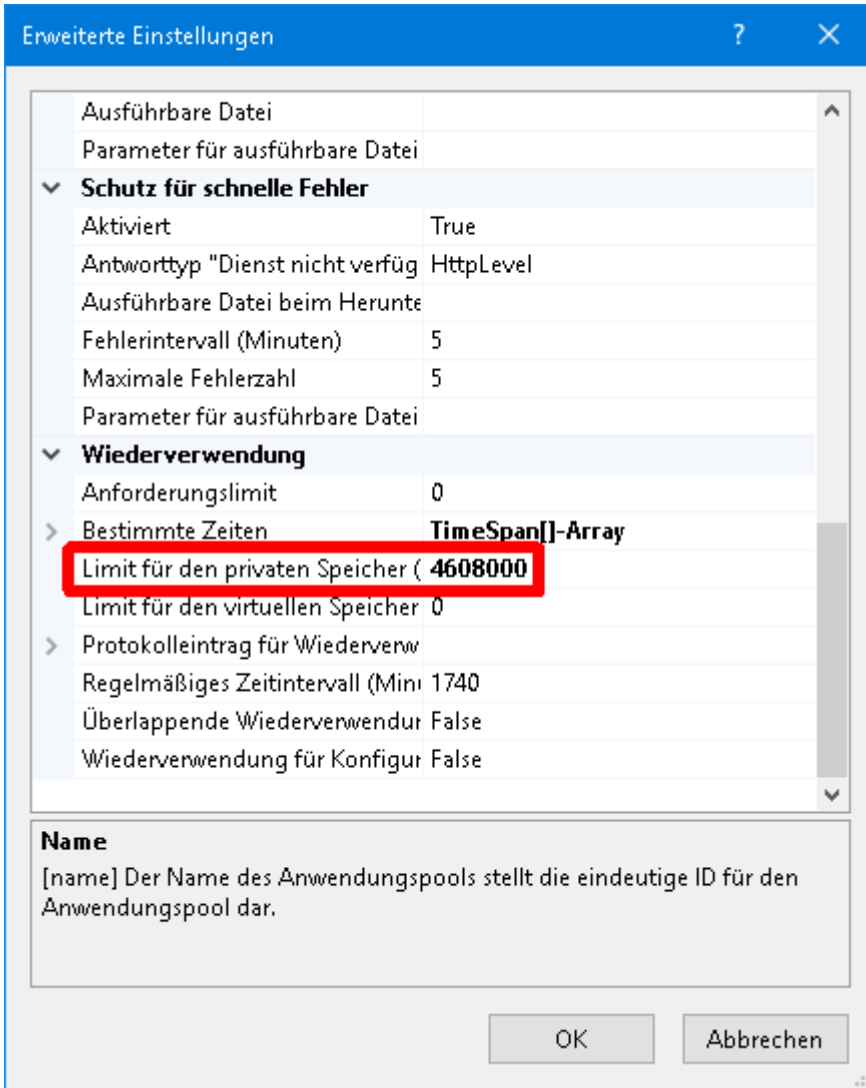 Erweiterte Einstellungen ?
Ausführbare Datei
Parameter für ausführbare Datei
Schutz für schnelle Fehler
Aktiviert True
Antworttyp "Dienst nicht verfüg HttpLevel
Ausführbare Datei beim Herunte
Fehlerintervall (Minuten) 5
Maximale Fehlerzahl 5
Parameter für ausführbare Datei
Wiederverwendung
Anforderungslimit 0
Bestimmte Zeiten TimeSpan[]-Array
Limit für den privaten Speicher ( 4608000
Limit für den virtuellen Speicher 0
Protokolleintrag für Wiederverw
Regelmäßiges Zeitintervall (Minu 1740
Überlappende Wiederverwendun False
Wiederverwendung für Konfigur False
Name
[name] Der Name des Anwendungspools stellt die eindeutige ID für den
Anwendungspool dar.
OK Abbrechen